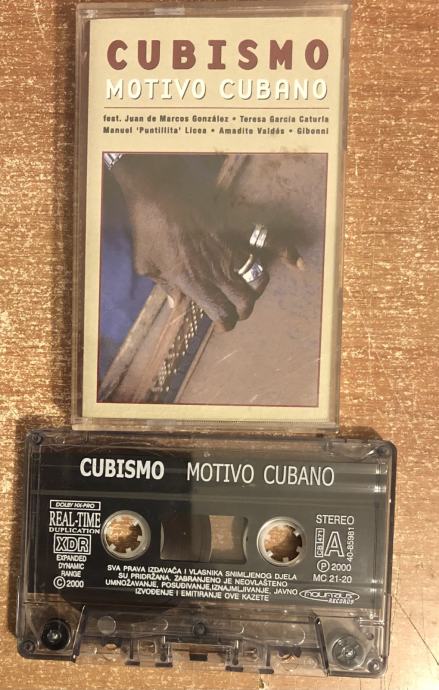 CUBISMO
MOTIVO CUBANO
feat. Juan de Marcos González • Teresa García Caturla
Manuel 'Puntillita' Licea • Amadito Valdés • Gibonni
CUBISMO MOTIVO CUBANO
DOLBY HX-PRO
REAL-TIME
DUPLICATION
XDR
EXPANDED
DYNAMIC
RANGE
© 2000
STEREO
A
40-85981
℗ 2000
MC 21-20
SVA PRAVA IZDAVAČA I VLASNIKA SNIMLJENOG DJELA
SU PRIDRŽANA. ZABRANJENO JE NEOVLAŠTENO
UMNOŽAVANJE, POSUĐIVANJE, IZNAJMLJIVANJE, JAVNO
IZVOĐENJE I EMITIRANJE OVE KAZETE
AQUARIUS
RECORDS